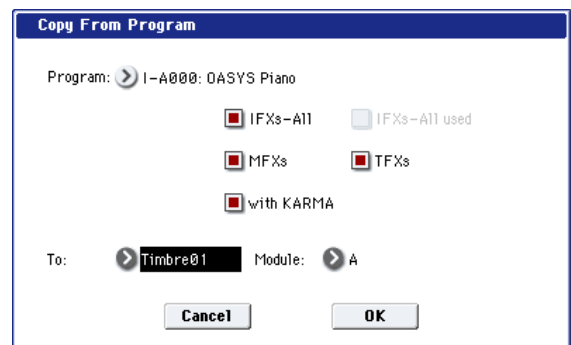 Copy From Program
Program: I-A000: OASYS Piano
IFXs-All IFXs-All used
MFXs TFXs
with KARMA
To: Timbre01 Module: A
Cancel OK